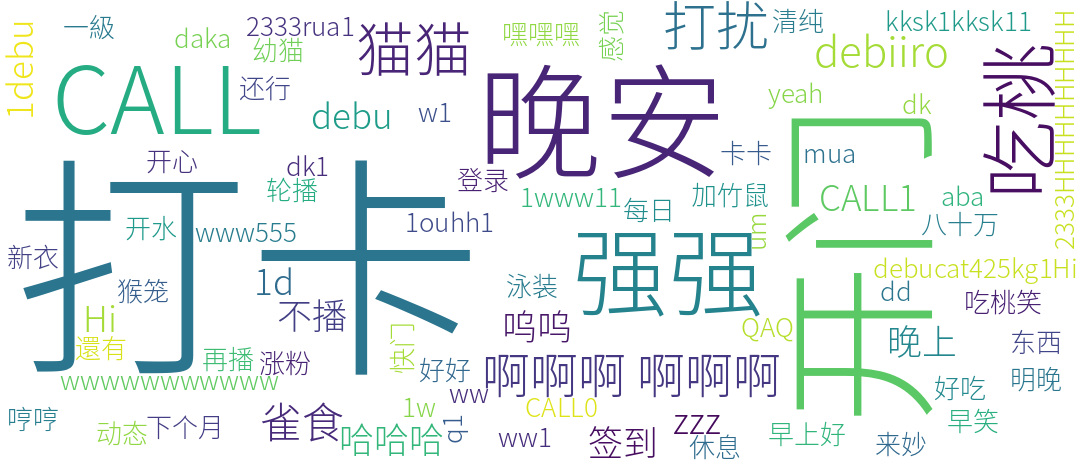 一級
2333rua1
猫猫
打扰
清纯
kksk1kksk11
1debu
daka
幼猫
嘿嘿嘿
感觉
debiiro
吃桃
2333HHHHHHHHHHHH
CALL
还行
debu
w1
晚安
yeah
dk
开门
打卡
开心
dk1
轮播
登录
卡卡
mua
开水
www555
1ouhh1
1www11
每日
加竹鼠
CALL1
aba
八十万
新衣
猴笼
1d
不播
强强
um
泳装
debucat425kg1Hi
dd
吃桃笑
Hi
還有
再播
涨粉
快门
呜呜
QAQ
晚上
东西
wwwwwwwwwwww
好好
啊啊啊 啊啊啊
ww
好吃
明晚
哼哼
动态
下个月
雀食
哈哈哈
1w
q1
CALL0
ww1
签到
zzz
休息
早上好
来妙
早笑